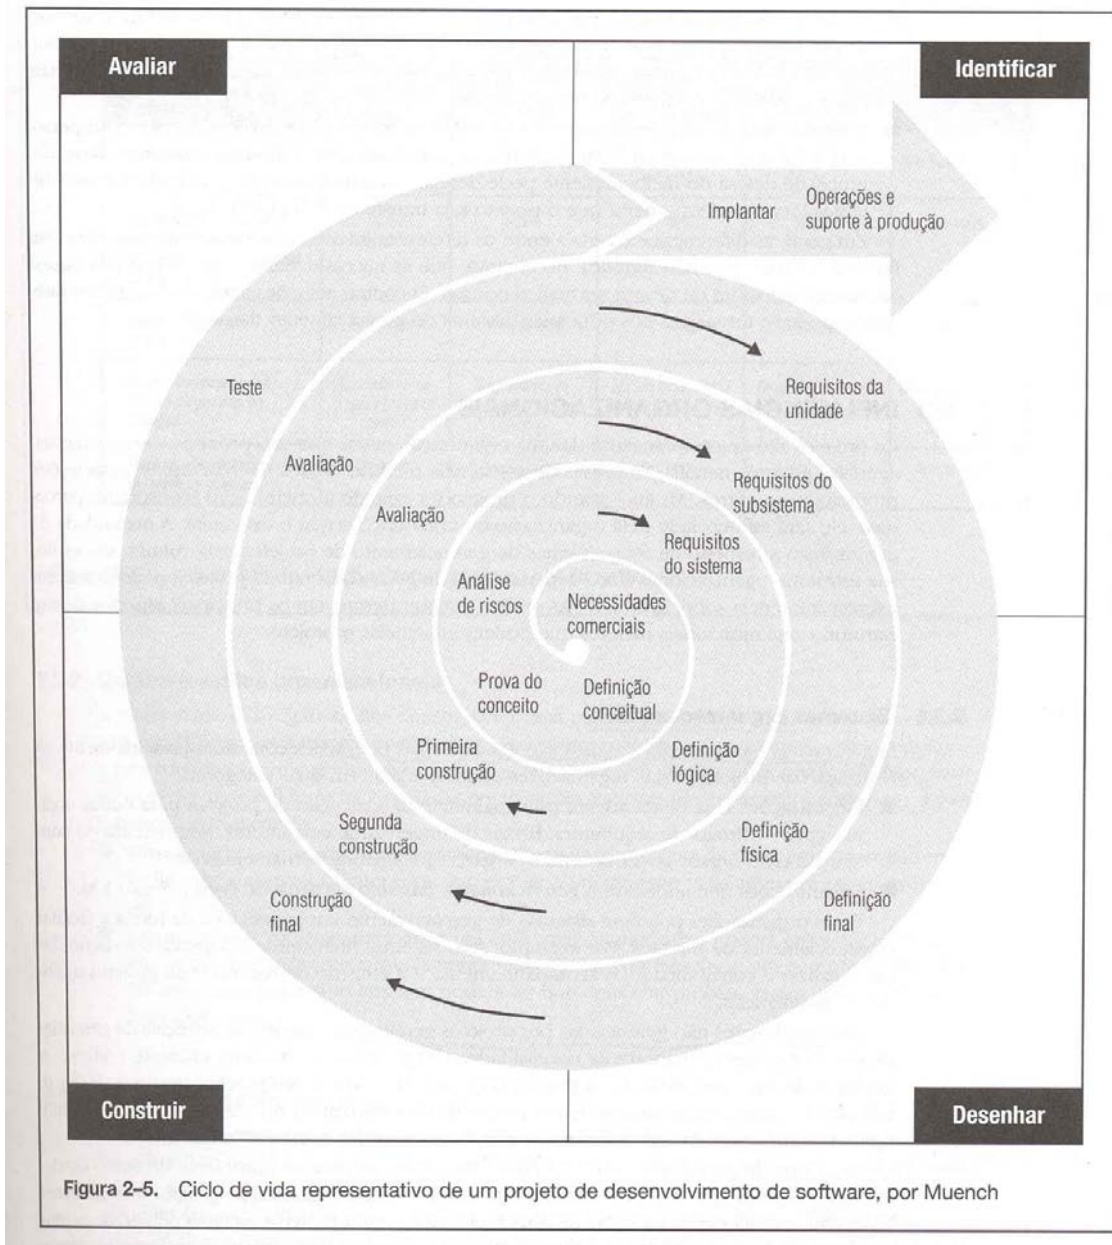 Avaliar
Identificar
Implantar
Operações e
suporte à produção
Teste
Requisitos da
unidade
Avaliação
Requisitos do
subsistema
Avaliação
Requisitos
do sistema
Análise
de riscos
Necessidades
comerciais
Prova do
conceito
Definição
conceitual
Primeira
construção
Definição
lógica
Segunda
construção
Definição
física
Construção
final
Definição
final
Construir
Desenhar
Figura 2–5. Ciclo de vida representativo de um projeto de desenvolvimento de software, por Muench